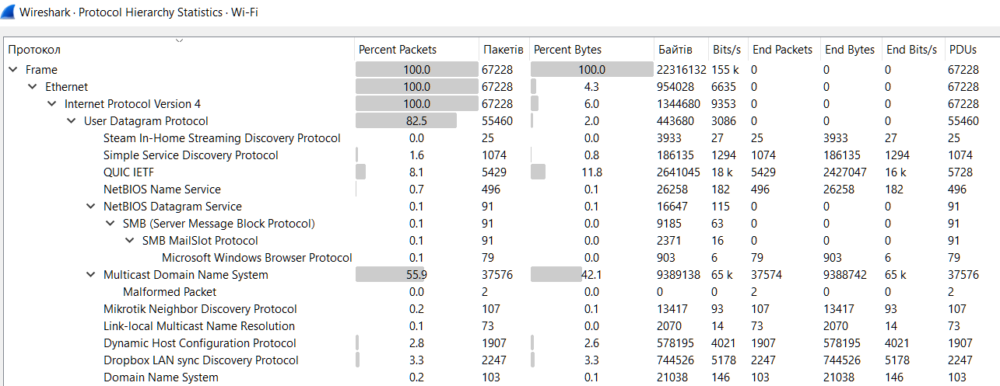 Wireshark · Protocol Hierarchy Statistics · Wi-Fi
Протокол Percent Packets Пакетів Percent Bytes Байтів Bits/s End Packets End Bytes End Bits/s PDUs
Frame 100.0 67228 100.0 22316132 155 k 0 0 0 67228
Ethernet 100.0 67228 4.3 954028 6635 0 0 0 67228
Internet Protocol Version 4 100.0 67228 6.0 1344680 9353 0 0 0 67228
User Datagram Protocol 82.5 55460 2.0 443680 3086 0 0 0 55460
Steam In-Home Streaming Discovery Protocol 0.0 25 0.0 3933 27 25 3933 27 25
Simple Service Discovery Protocol 1.6 1074 0.8 186135 1294 1074 186135 1294 1074
QUIC IETF 8.1 5429 11.8 2641045 18 k 5429 2427047 16 k 5728
NetBIOS Name Service 0.7 496 0.1 26258 182 496 26258 182 496
NetBIOS Datagram Service 0.1 91 0.1 16647 115 0 0 0 91
SMB (Server Message Block Protocol) 0.1 91 0.0 9185 63 0 0 0 91
SMB MailSlot Protocol 0.1 91 0.0 2371 16 0 0 0 91
Microsoft Windows Browser Protocol 0.1 79 0.0 903 6 79 903 6 79
Multicast Domain Name System 55.9 37576 42.1 9389138 65 k 37574 9388742 65 k 37576
Malformed Packet 0.0 2 0.0 0 0 2 0 0 2
Mikrotik Neighbor Discovery Protocol 0.2 107 0.1 13417 93 107 13417 93 107
Link-local Multicast Name Resolution 0.1 73 0.0 2070 14 73 2070 14 73
Dynamic Host Configuration Protocol 2.8 1907 2.6 578195 4021 1907 578195 4021 1907
Dropbox LAN sync Discovery Protocol 3.3 2247 3.3 744526 5178 2247 744526 5178 2247
Domain Name System 0.2 103 0.1 21038 146 103 21038 146 103